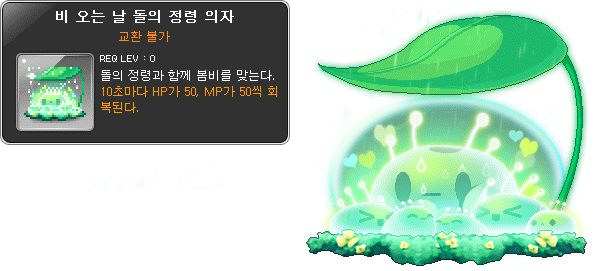 비 오는 날 돌의 정령 의자
교환 불가
REQ LEV : 0
돌의 정령과 함께 봄비를 맞는다.
10초마다 HP가 50, MP가 50씩 회
복된다.